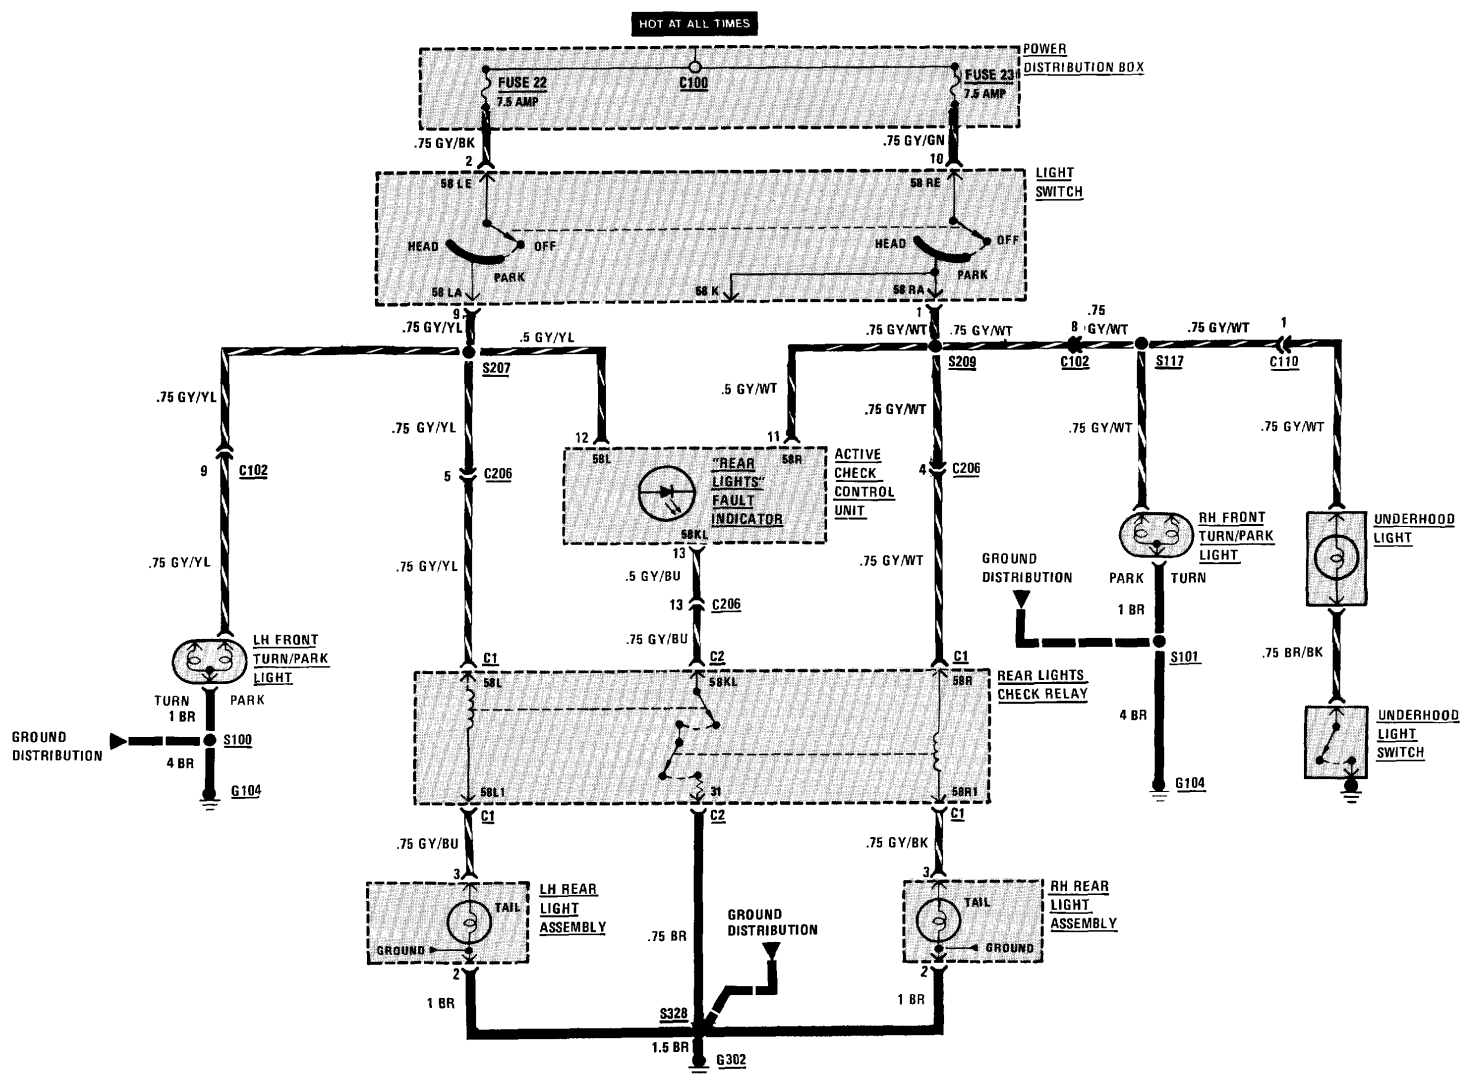 HOT AT ALL TIMES
POWER
DISTRIBUTION BOX
FUSE 22
7.5 AMP
C100
FUSE 23
7.5 AMP
.75 GY/BK
.75 GY/GN
2
10
LIGHT
SWITCH
58 LE
58 RE
HEAD
OFF
PARK
HEAD
OFF
PARK
58 LA
58 K
58 RA
9
1
.75 GY/YL
.5 GY/YL
.75 GY/WT
.75 GY/WT
8
.75
GY/WT
.75 GY/WT
1
S207
S209
C102
S117
C110
.75 GY/YL
.75 GY/YL
.5 GY/WT
.75 GY/WT
.75 GY/WT
.75 GY/WT
12
11
58L
58R
"REAR
LIGHTS"
FAULT
INDICATOR
58KL
ACTIVE
CHECK
CONTROL
UNIT
9
C102
5
C206
4
C206
13
.75 GY/YL
.75 GY/YL
.5 GY/BU
.75 GY/WT
13
C206
.75 GY/BU
GROUND
DISTRIBUTION
RH FRONT
TURN/PARK
LIGHT
PARK
TURN
1 BR
S101
4 BR
G104
UNDERHOOD
LIGHT
.75 BR/BK
UNDERHOOD
LIGHT
SWITCH
LH FRONT
TURN/PARK
LIGHT
TURN
PARK
1 BR
GROUND
DISTRIBUTION
S100
4 BR
G104
C1
C2
C1
58L
58KL
58R
REAR LIGHTS
CHECK RELAY
58L1
31
58R1
C1
C2
C1
.75 GY/BU
.75 GY/BK
3
3
TAIL
GROUND
LH REAR
LIGHT
ASSEMBLY
TAIL
GROUND
RH REAR
LIGHT
ASSEMBLY
2
2
1 BR
.75 BR
GROUND
DISTRIBUTION
1 BR
S328
1.5 BR
G302